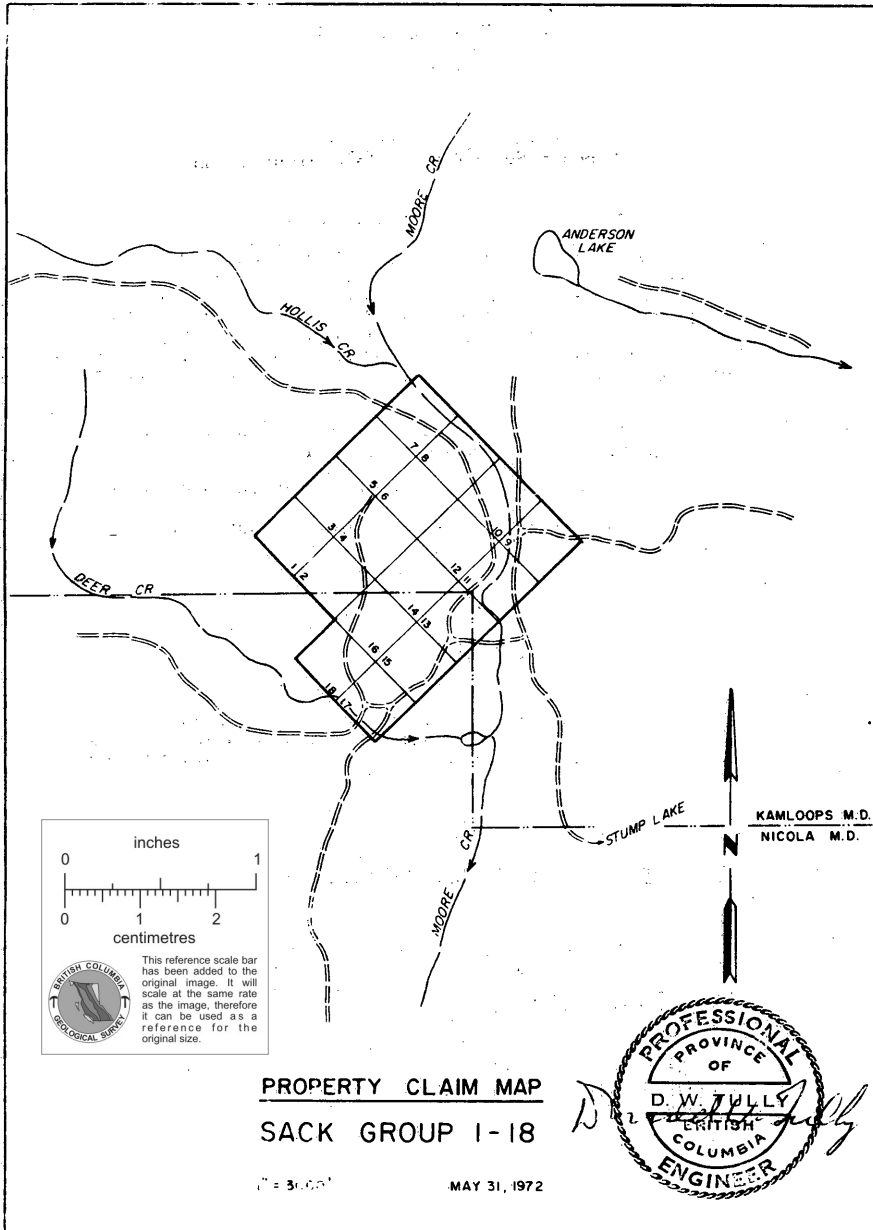 MOORE CR.
ANDERSON
LAKE
HOLLIS CR.
7 8
5 6
3 4
10 9
1 2
12 11
DEER CR
14 13
16 15
18 17
STUMP LAKE
KAMLOOPS M.D.
NICOLA M.D.
N
MOORE CR.
inches
0 1
0 1 2
centimetres
This reference scale bar
has been added to the
original image. It will
scale at the same rate
as the image, therefore
it can be used as a
reference for the
original size.
BRITISH COLUMBIA
GEOLOGICAL SURVEY
PROFESSIONAL
PROVINCE
OF
D. W. TULLY
BRITISH
COLUMBIA
ENGINEER
PROPERTY CLAIM MAP
SACK GROUP 1-18
MAY 31, 1972